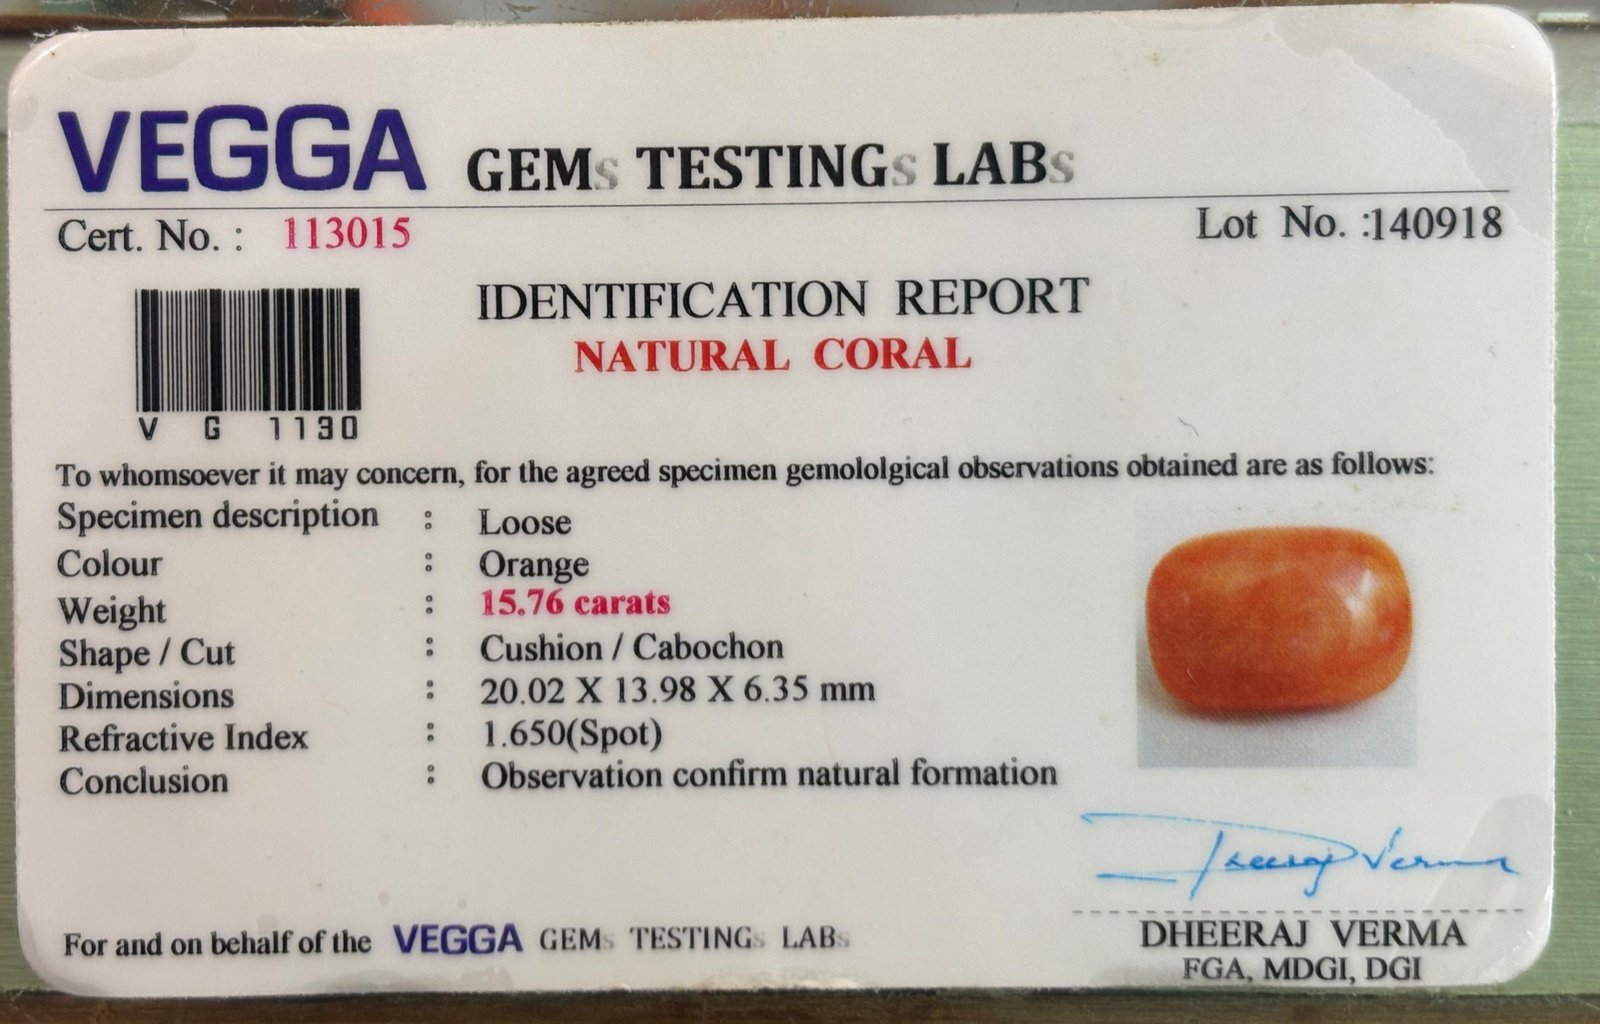 VEGGA GEMs TESTINGs LABs
Cert. No. : 113015
Lot No. :140918
IDENTIFICATION REPORT
NATURAL CORAL
V G 1130
To whomsoever it may concern, for the agreed specimen gemololgical observations obtained are as follows:
Specimen description : Loose
Colour : Orange
Weight : 15.76 carats
Shape / Cut : Cushion / Cabochon
Dimensions : 20.02 X 13.98 X 6.35 mm
Refractive Index : 1.650(Spot)
Conclusion : Observation confirm natural formation
Dheeraj Verma
For and on behalf of the VEGGA GEMs TESTINGs LABs
DHEERAJ VERMA
FGA, MDGI, DGI